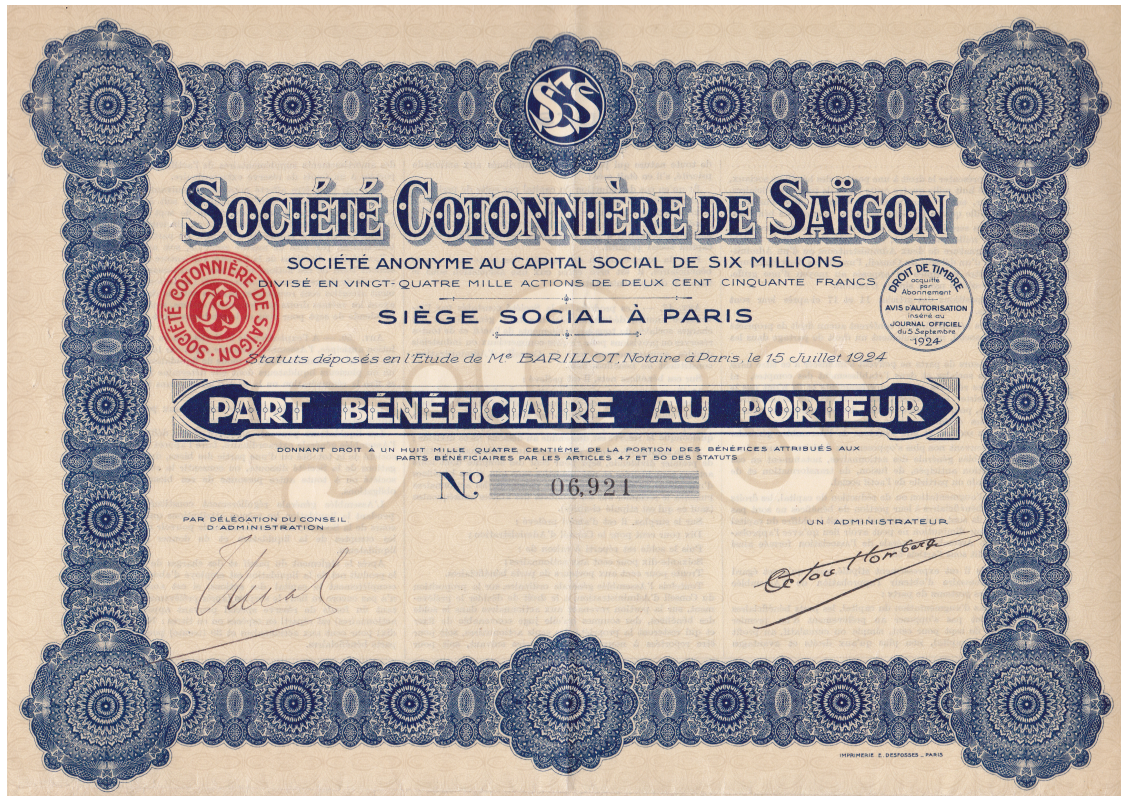 SCS
SOCIÉTÉ COTONNIÈRE DE SAÏGON
SOCIÉTÉ ANONYME AU CAPITAL SOCIAL DE SIX MILLIONS
DIVISÉ EN VINGT-QUATRE MILLE ACTIONS DE DEUX CENT CINQUANTE FRANCS
SIÈGE SOCIAL À PARIS
Statuts déposés en l'Etude de Me BARILLOT, Notaire à Paris, le 15 Juillet 1924
SOCIÉTÉ COTONNIÈRE DE SAÏGON
DROIT DE TIMBRE
acquitté
par
Abonnement
AVIS D'AUTORISATION
inséré au
JOURNAL OFFICIEL
du 5 Septembre
1924
S.C.S
PART BÉNÉFICIAIRE AU PORTEUR
DONNANT DROIT A UN HUIT MILLE QUATRE CENTIÈME DE LA PORTION DES BÉNÉFICES ATTRIBUÉS AUX
PARTS BÉNÉFICIAIRES PAR LES ARTICLES 47 ET 50 DES STATUTS
No 06,921
PAR DÉLÉGATION DU CONSEIL
D'ADMINISTRATION
UN ADMINISTRATEUR
IMPRIMERIE E. DESFOSSÉS _ PARIS